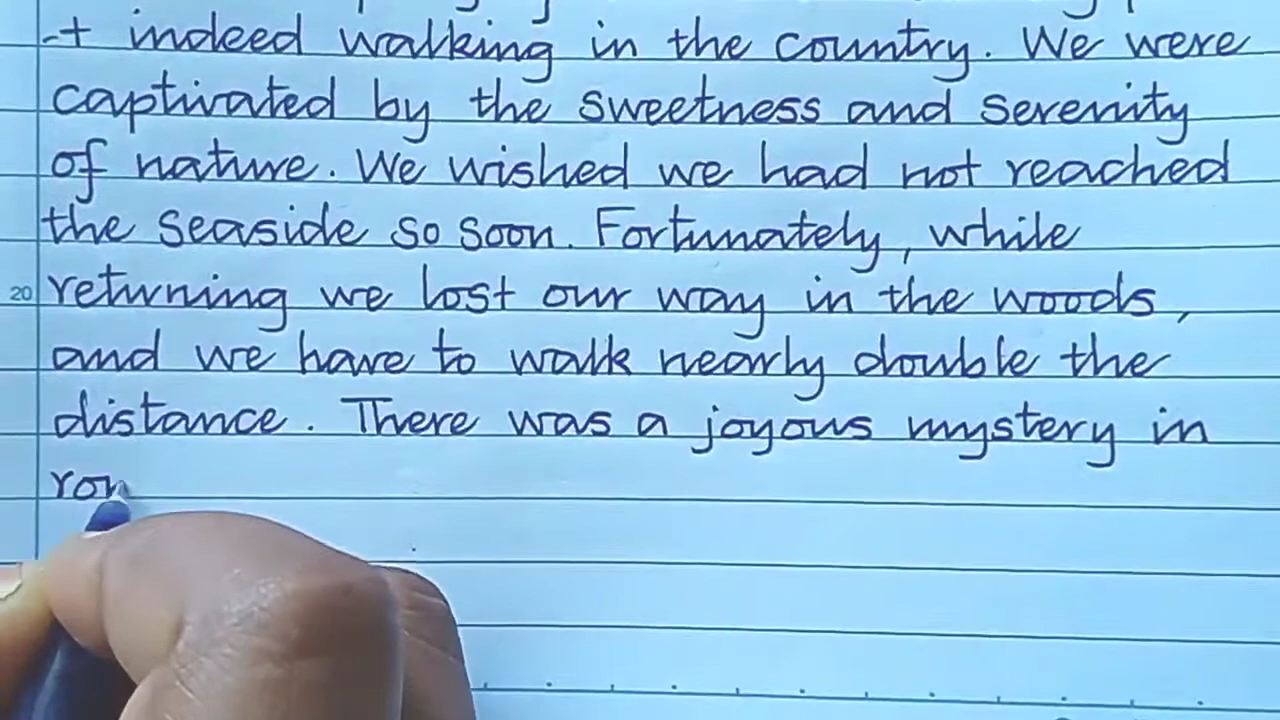 indeed walking in the country. We were
captivated by the sweetness and serenity
of nature. We wished we had not reached
the seaside so soon. Fortunately, while
20 returning we lost our way in the woods,
and we have to walk nearly double the
distance. There was a joyous mystery in